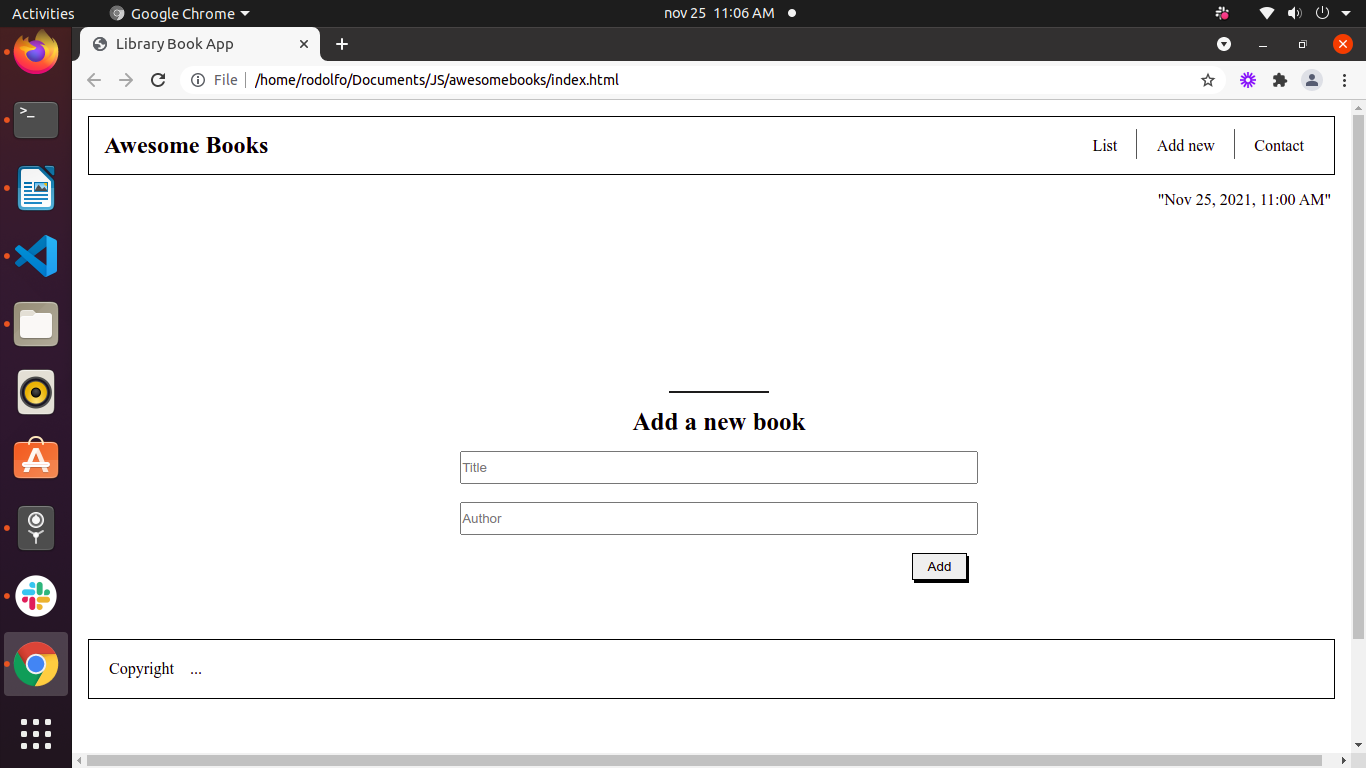 Activities Google Chrome nov 25 11:06 AM
Library Book App
File /home/rodolfo/Documents/JS/awesomebooks/index.html
Awesome Books List Add new Contact
"Nov 25, 2021, 11:00 AM"
Add a new book
Title
Author
Add
Copyright ...